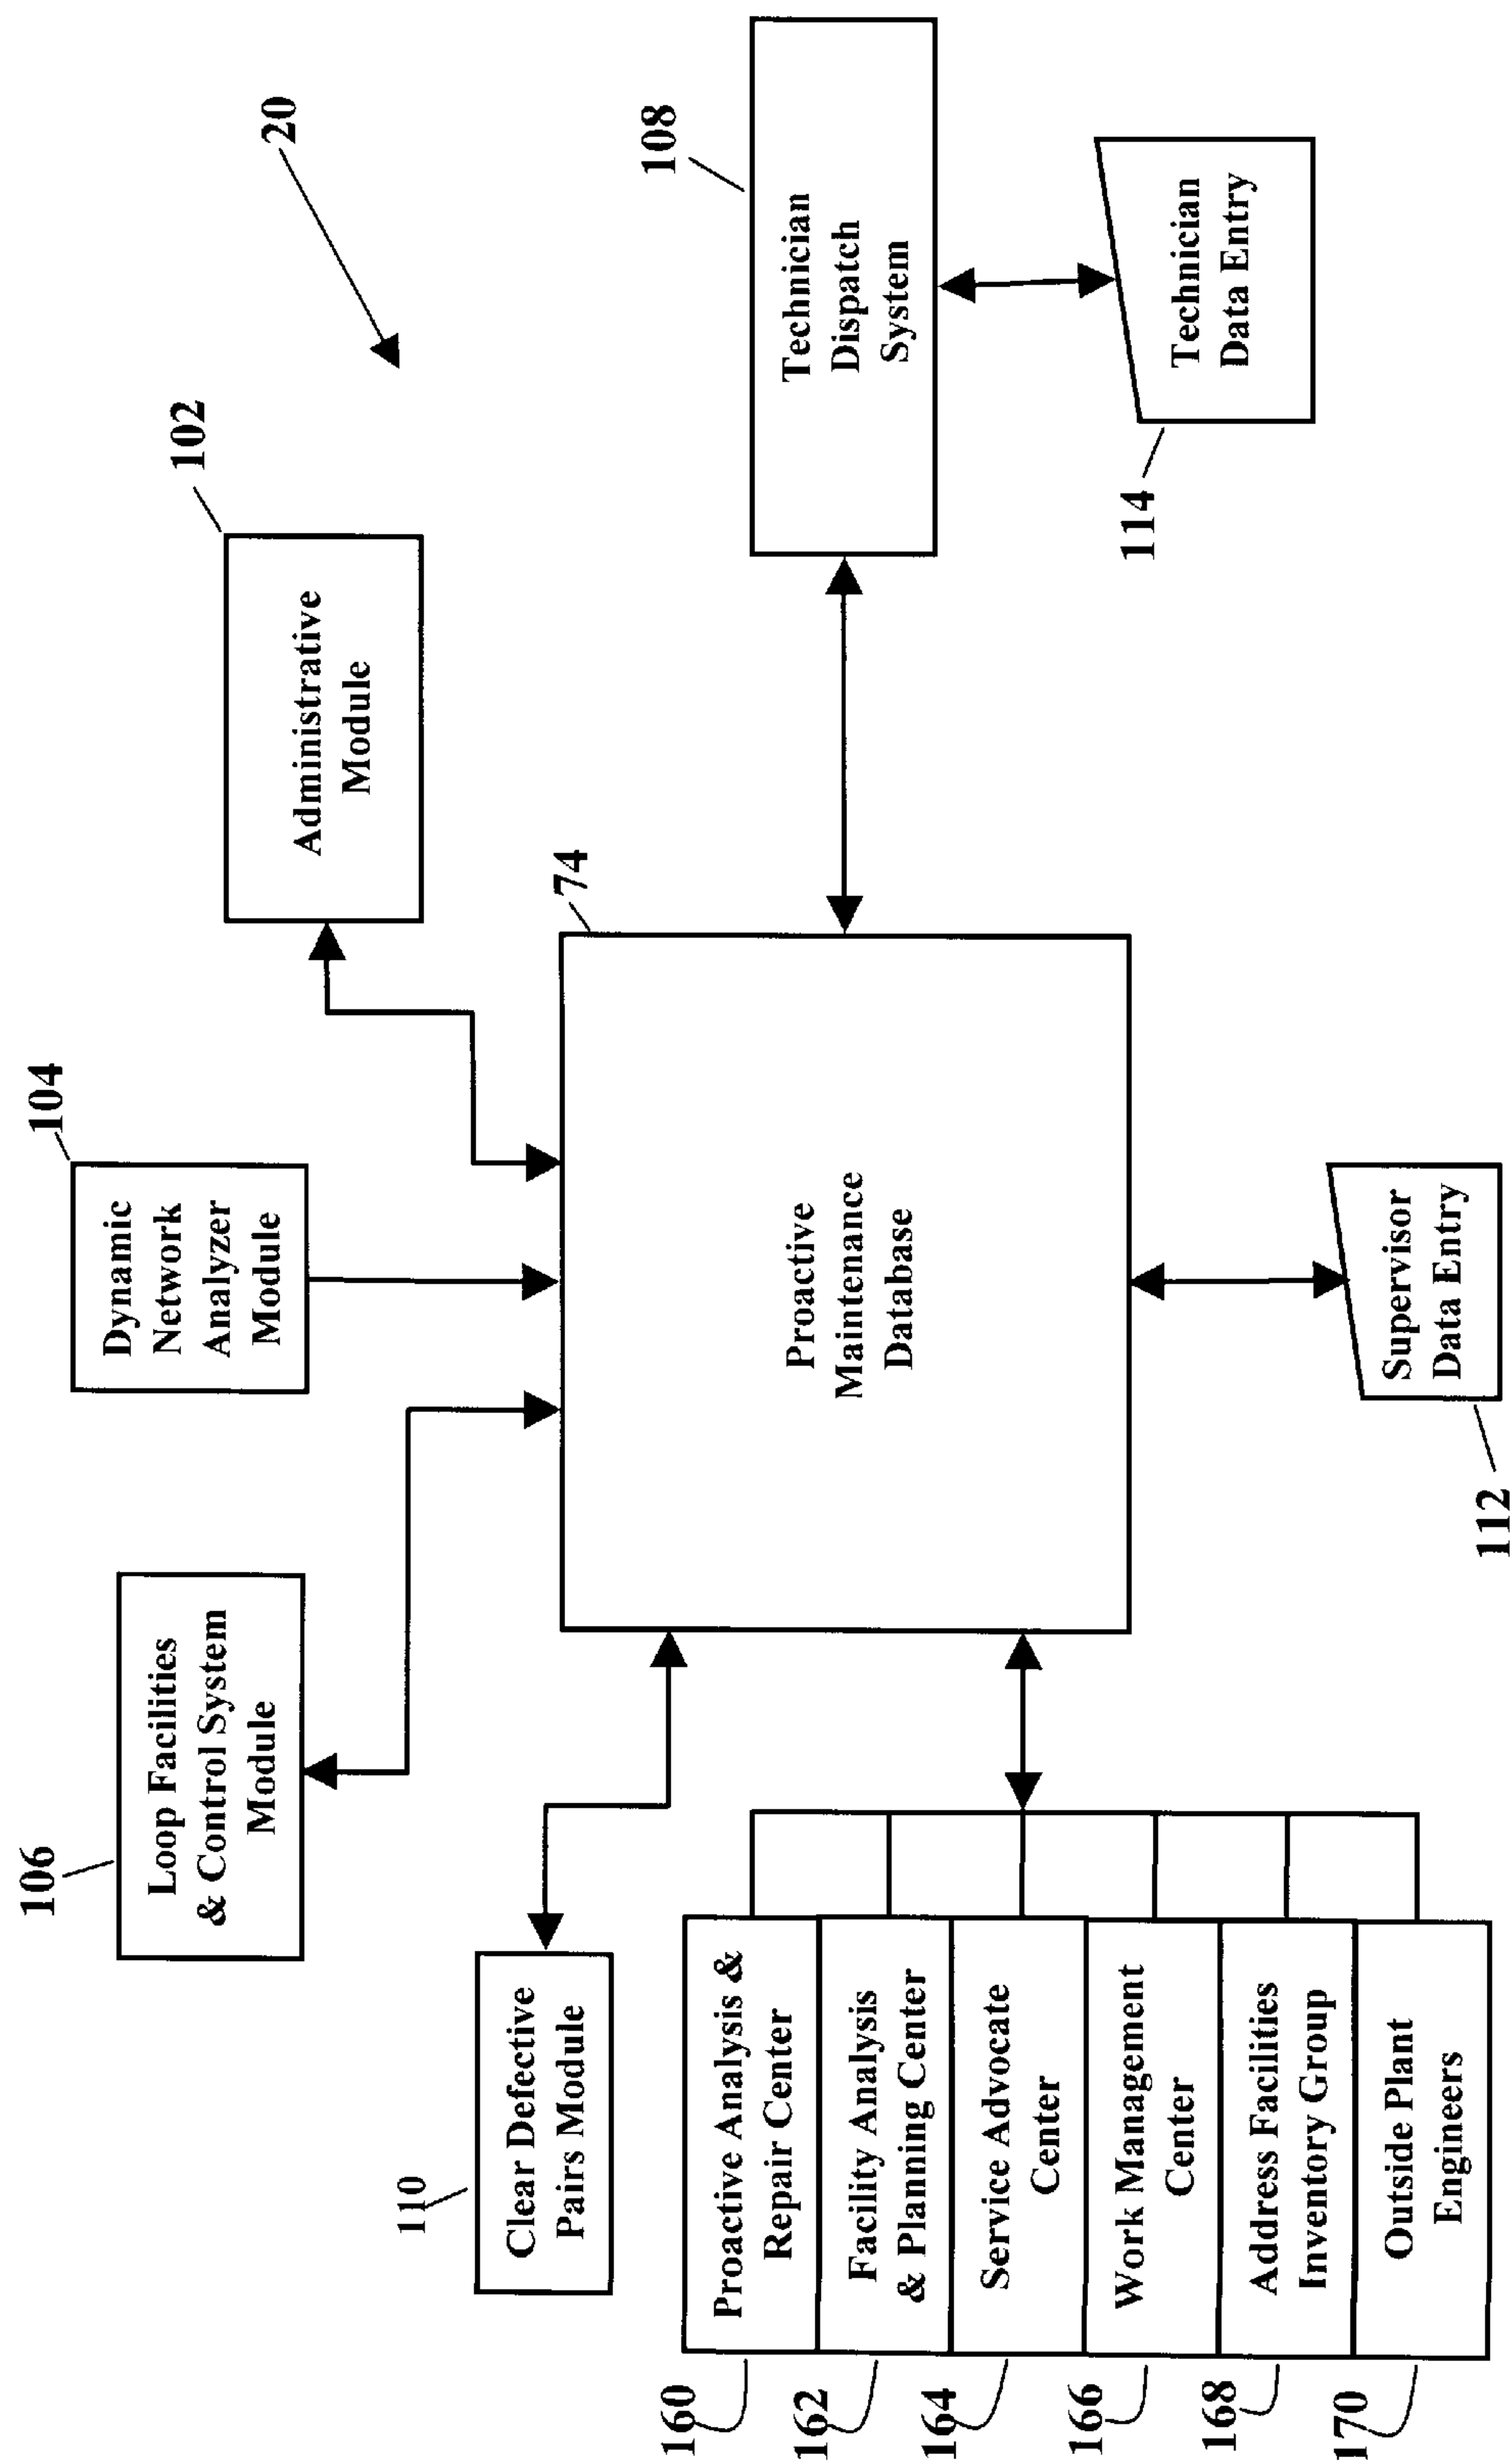 106
Loop Facilities
& Control System
Module
104
Dynamic
Network
Analyzer
Module
102
Administrative
Module
20
110
Clear Defective
Pairs Module
74
Proactive
Maintenance
Database
108
Technician
Dispatch
System
160
Proactive Analysis &
Repair Center
162
Facility Analysis
& Planning Center
164
Service Advocate
Center
166
Work Management
Center
168
Address Facilities
Inventory Group
170
Outside Plant
Engineers
112
Supervisor
Data Entry
114
Technician
Data Entry